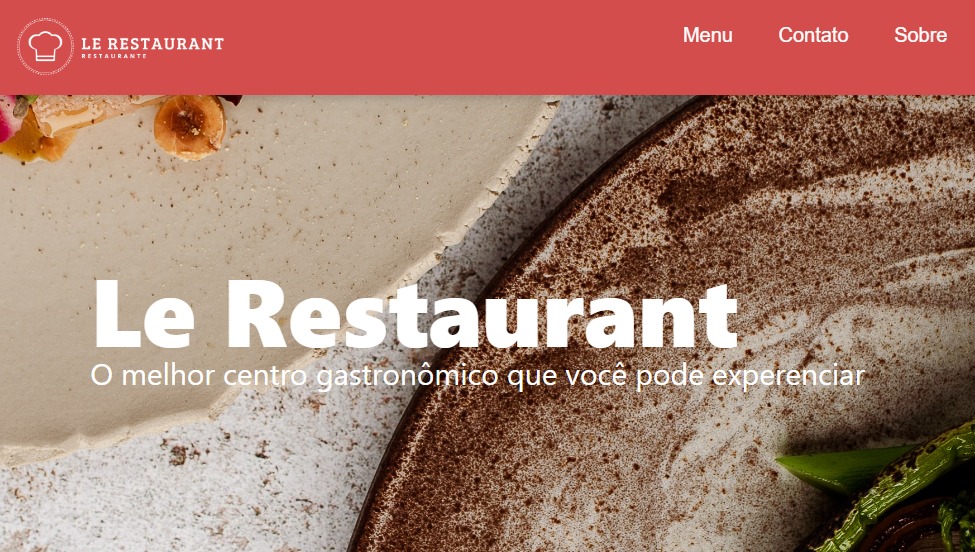 LE RESTAURANT
RESTAURANTE
Menu Contato Sobre
Le Restaurant
O melhor centro gastronômico que você pode experenciar